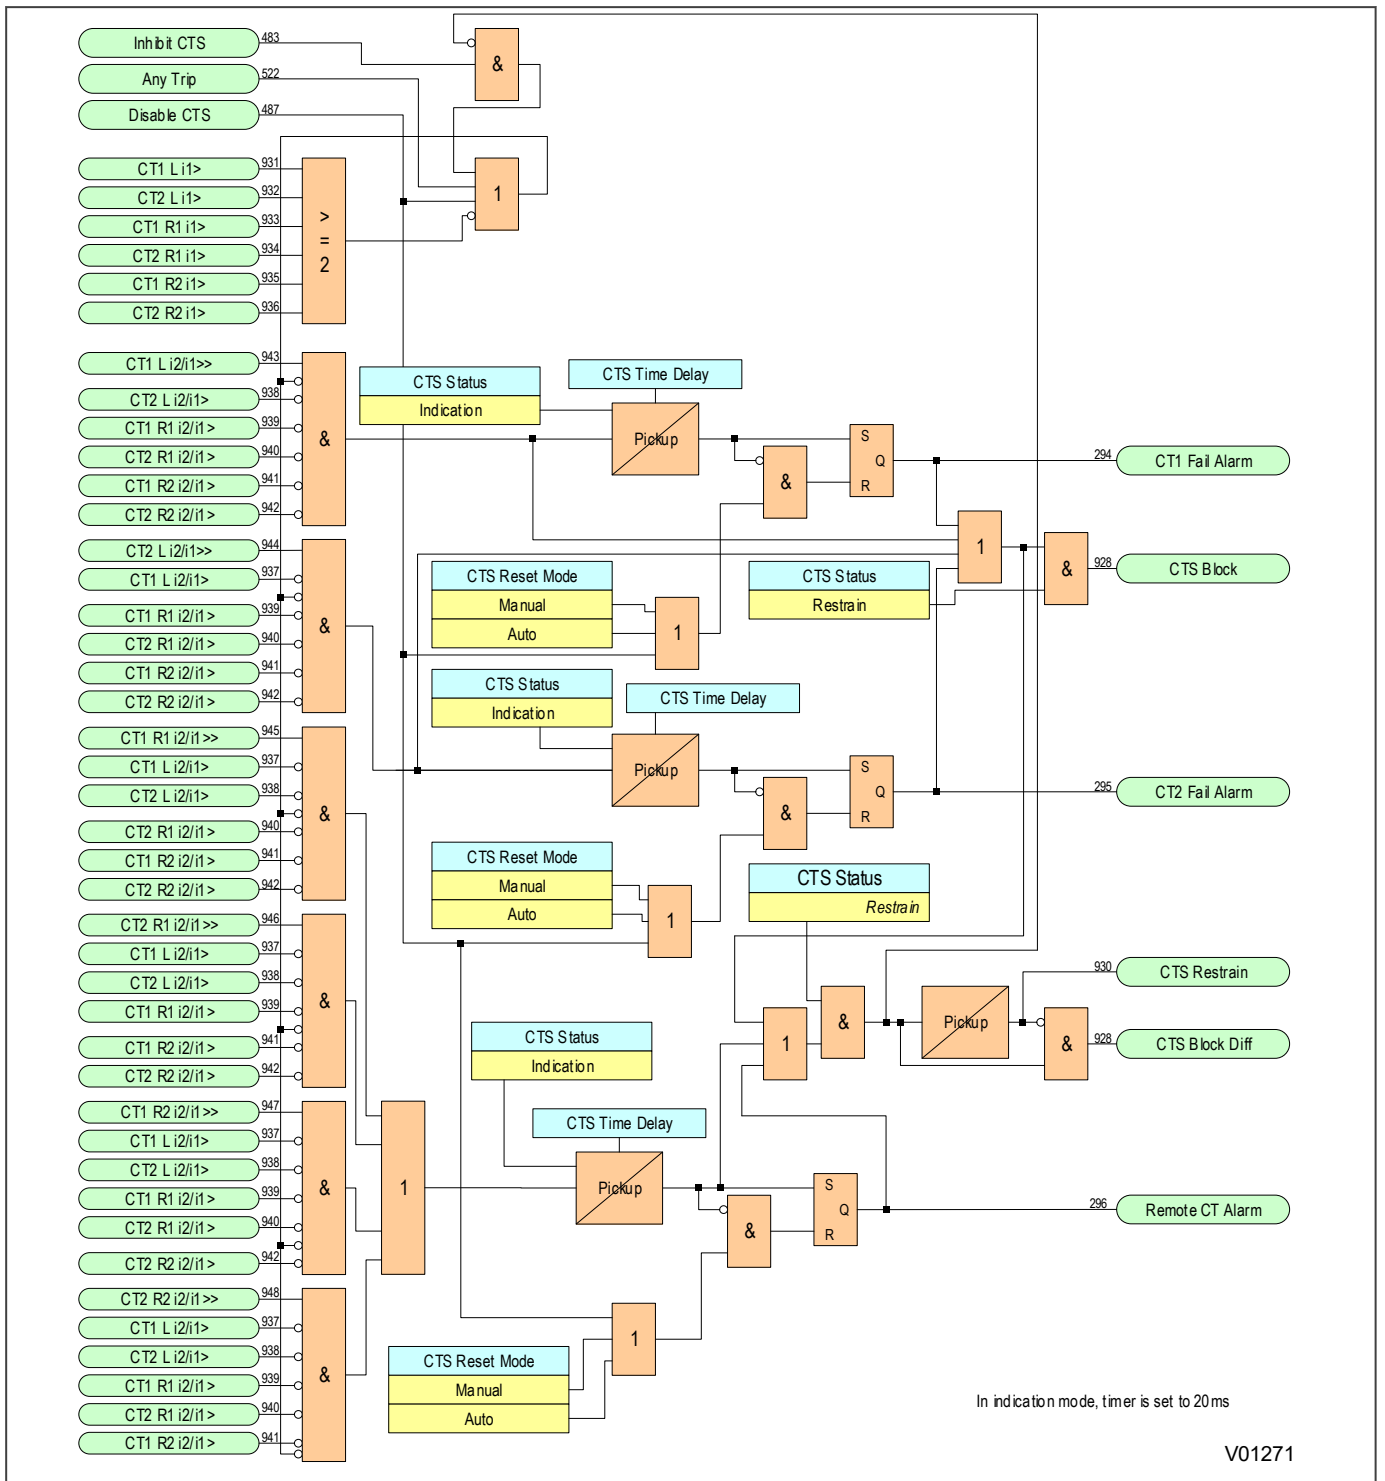 Inhibit CTS 483
&
Any Trip 522
Disable CTS 487
CT1 L i1> 931
1
CT2 L i1> 932
CT1 R1 i1> 933
> = 2
CT2 R1 i1> 934
CT1 R2 i1> 935
CT2 R2 i1> 936
CT1 L i2/i1>> 943
CT2 L i2/i1> 938
CT1 R1 i2/i1> 939
&
CT2 R1 i2/i1> 940
CT1 R2 i2/i1> 941
CT2 R2 i2/i1> 942
CTS Status
Indication
CTS Time Delay
Pickup
&
S
Q
R
294 CT1 Fail Alarm
CT2 L i2/i1>> 944
CT1 L i2/i1> 937
CT1 R1 i2/i1> 939
&
CT2 R1 i2/i1> 940
CT1 R2 i2/i1> 941
CT2 R2 i2/i1> 942
CTS Reset Mode
Manual
Auto
1
CTS Status
Restrain
1
&
928 CTS Block
CTS Status
Indication
CTS Time Delay
Pickup
&
S
Q
R
295 CT2 Fail Alarm
CT1 R1 i2/i1>> 945
CT1 L i2/i1> 937
CT2 L i2/i1> 938
&
CT2 R1 i2/i1> 940
CT1 R2 i2/i1> 941
CT2 R2 i2/i1> 942
CTS Reset Mode
Manual
Auto
1
CTS Status
Restrain
CT2 R1 i2/i1>> 946
CT1 L i2/i1> 937
CT2 L i2/i1> 938
&
CT1 R1 i2/i1> 939
CT1 R2 i2/i1> 941
CT2 R2 i2/i1> 942
1
&
Pickup
930 CTS Restrain
&
928 CTS Block Diff
CTS Status
Indication
CTS Time Delay
CT1 R2 i2/i1>> 947
CT1 L i2/i1> 937
CT2 L i2/i1> 938
&
CT1 R1 i2/i1> 939
CT2 R1 i2/i1> 940
CT2 R2 i2/i1> 942
1
Pickup
&
S
Q
R
296 Remote CT Alarm
CT2 R2 i2/i1>> 948
CT1 L i2/i1> 937
CT2 L i2/i1> 938
&
CT1 R1 i2/i1> 939
CT2 R1 i2/i1> 940
CT1 R2 i2/i1> 941
1
CTS Reset Mode
Manual
Auto
In indication mode, timer is set to 20ms
V01271